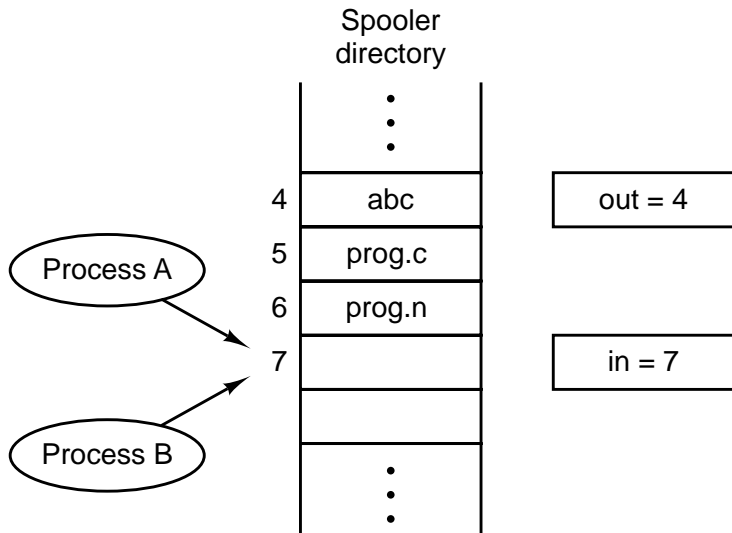 Spooler
directory
4 abc out = 4
5 prog.c
Process A
6 prog.n
7 in = 7
Process B